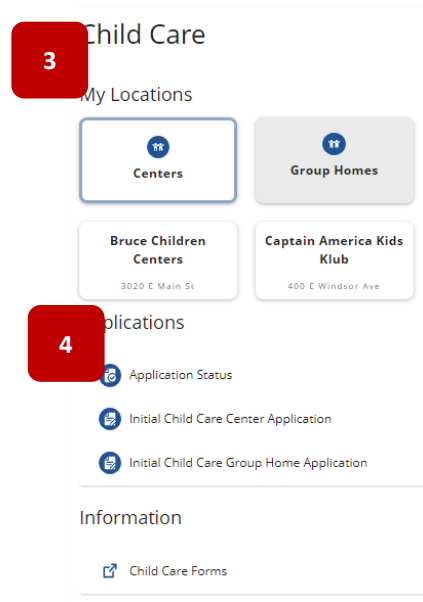 Child Care
3
My Locations
Centers
Group Homes
Bruce Children
Centers
3020 E Main St
Captain America Kids
Klub
400 E Windsor Ave
4
plications
Application Status
Initial Child Care Center Application
Initial Child Care Group Home Application
Information
Child Care Forms